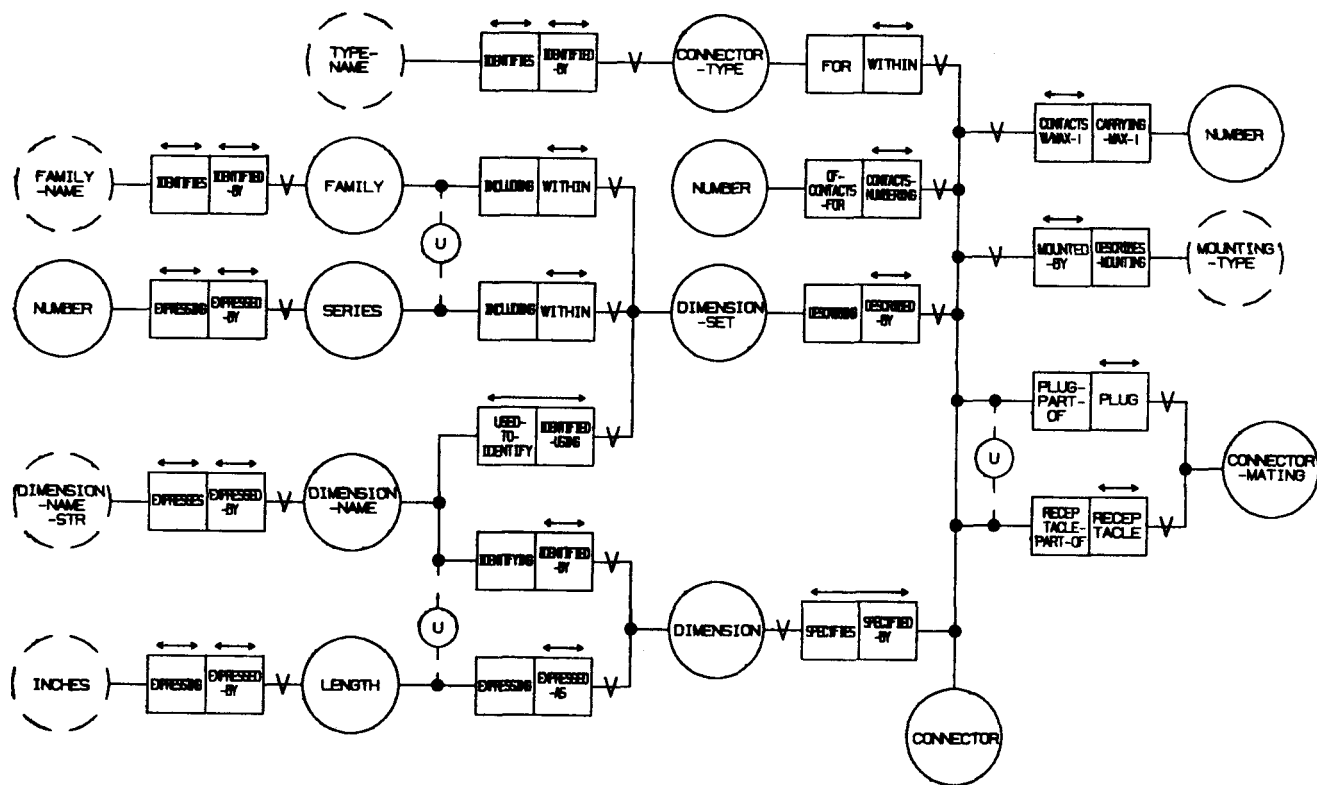 TYPE-
NAME
IDENTIFIES
IDENTIFIED
-BY
V
CONNECTOR
-TYPE
FOR
WITHIN
V
V
CONTACTS
W/MAX-I
CARRYING
-MAX-I
NUMBER
FAMILY
-NAME
IDENTIFIES
IDENTIFIED
-BY
V
FAMILY
INCLUDING
WITHIN
V
NUMBER
OF-
CONTACTS
-FOR
CONTACTS-
NUMBERING
V
U
V
MOUNTED
-BY
DESCRIBES
-MOUNTING
MOUNTING
-TYPE
NUMBER
EXPRESSING
EXPRESSED
-BY
V
SERIES
INCLUDING
WITHIN
V
DIMENSION
-SET
DESCRIBING
DESCRIBED
-BY
V
PLUG-
PART-
OF
PLUG
V
USED-
TO-
IDENTIFY
IDENTIFIED
-USING
V
U
CONNECTOR
-MATING
DIMENSION
-NAME
-STR
EXPRESSES
EXPRESSED
-BY
V
DIMENSION
-NAME
RECEP
TACLE-
PART-OF
RECEP
TACLE
V
IDENTIFYING
IDENTIFIED
-BY
V
U
DIMENSION
V
SPECIFIES
SPECIFIED
-BY
INCHES
EXPRESSING
EXPRESSED
-BY
V
LENGTH
EXPRESSING
EXPRESSED
-AS
V
CONNECTOR